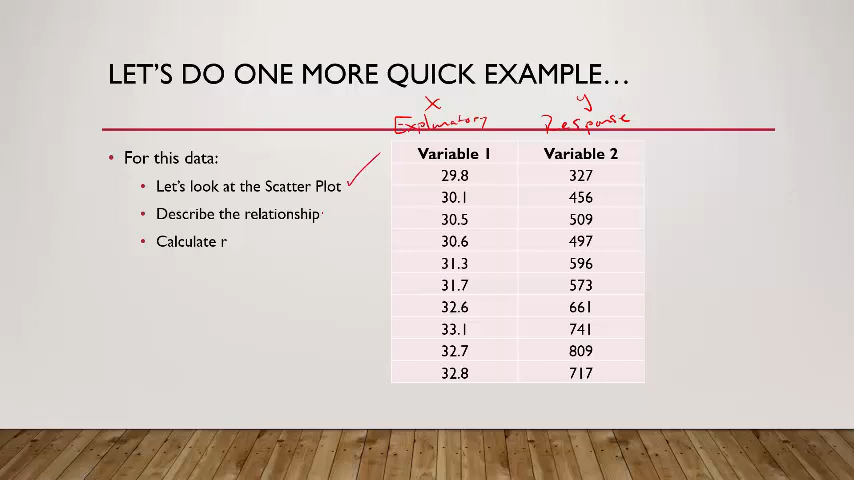 LET'S DO ONE MORE QUICK EXAMPLE…
X y
Explanatory Response
• For this data:
• Let's look at the Scatter Plot
• Describe the relationship
• Calculate r
Variable 1 Variable 2
29.8 327
30.1 456
30.5 509
30.6 497
31.3 596
31.7 573
32.6 661
33.1 741
32.7 809
32.8 717